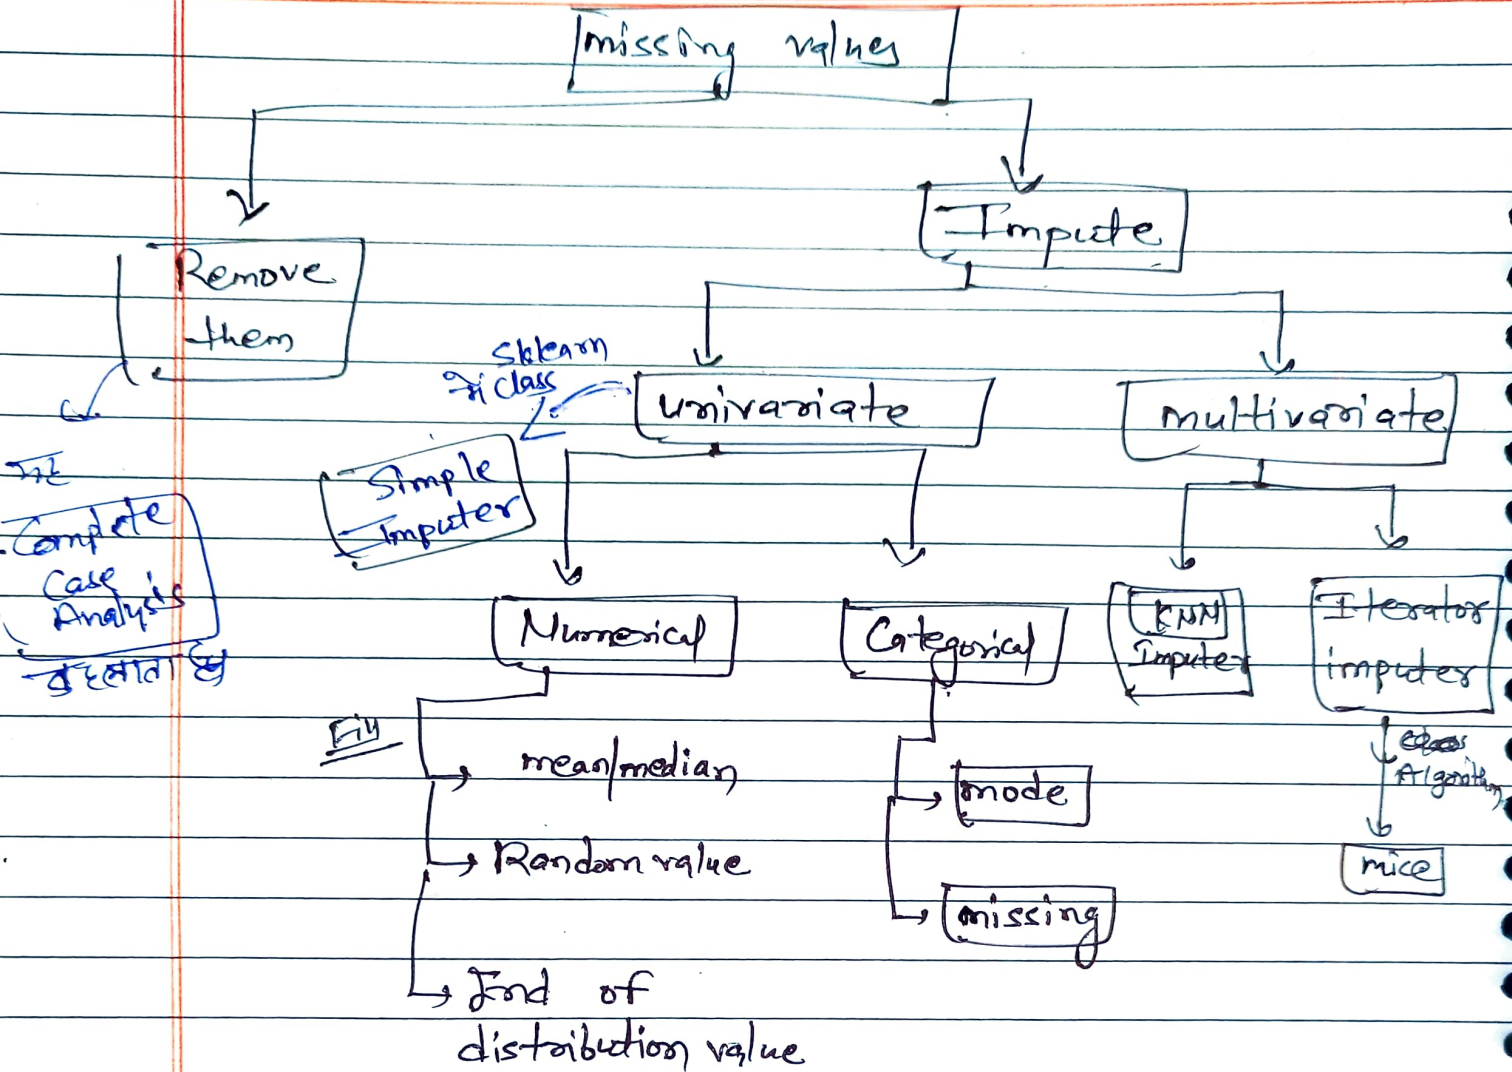 missing values
Impute
Remove
them
sklearn
में class
univariate
multivariate
Simple
Imputer
यह
Complete
Case
Analysis
कहलाता है
Numerical
Categorical
KNN
Imputer
Iterator
imputer
Fill
mean/median
mode
Algorithm
Random value
mice
missing
End of
distribution value